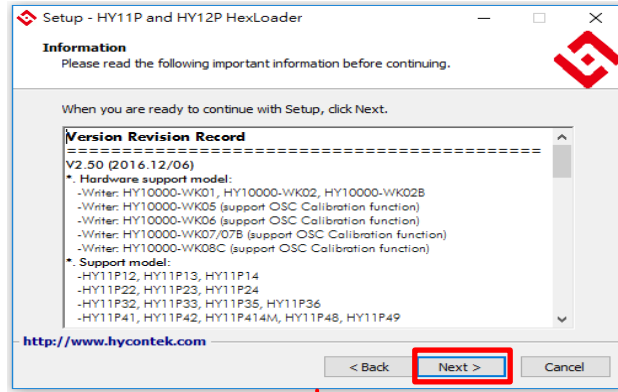 Setup - HY11P and HY12P HexLoader
Information
Please read the following important information before continuing.
When you are ready to continue with Setup, click Next.
Version Revision Record
================================================
V2.50 (2016.12/06)
*. Hardware support model:
-Writer: HY10000-WK01, HY10000-WK02, HY10000-WK02B
-Writer: HY10000-WK05 (support OSC Calibration function)
-Writer: HY10000-WK06 (support OSC Calibration function)
-Writer: HY10000-WK07/07B (support OSC Calibration function)
-Writer: HY10000-WK08C (support OSC Calibration function)
*. Support model:
-HY11P12, HY11P13, HY11P14
-HY11P22, HY11P23, HY11P24
-HY11P32, HY11P33, HY11P35, HY11P36
-HY11P41, HY11P42, HY11P414M, HY11P48, HY11P49
http://www.hycontek.com
< Back Next > Cancel